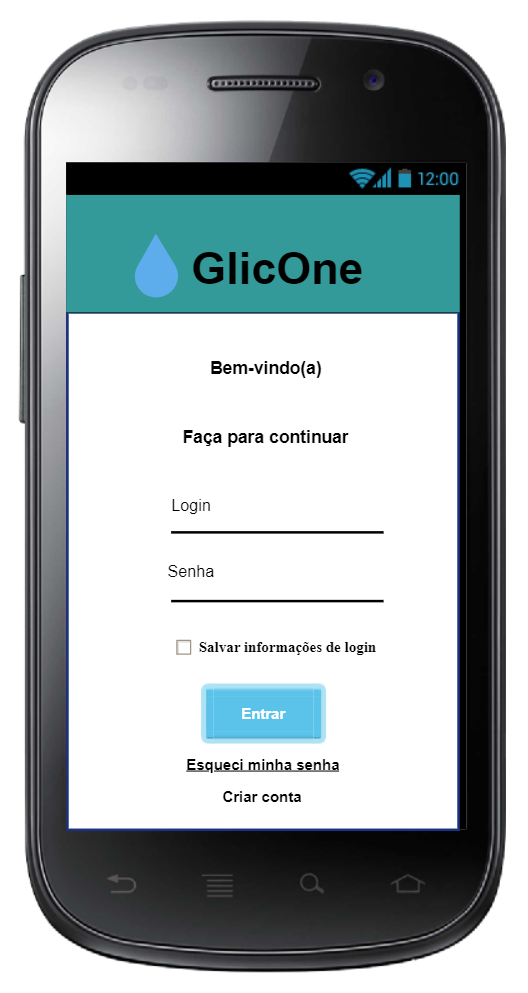 12:00
GlicOne
Bem-vindo(a)
Faça para continuar
Login
Senha
Salvar informações de login
Entrar
Esqueci minha senha
Criar conta